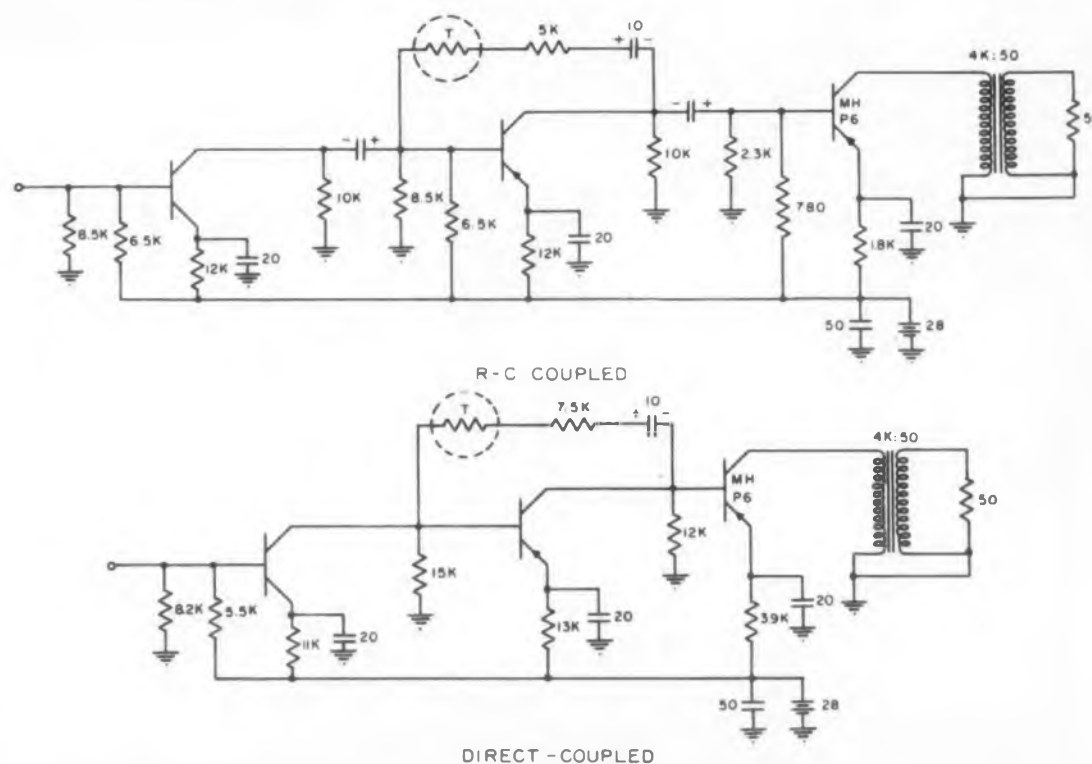 T
5K
+ 10 -
4K:50
MH
P6
- +
- +
10K
2.3K
780
10K
8.5K
6.5K
8.5K
6.5K
12K
20
12K
20
1.8K
20
50
28
R-C COUPLED
T
7.5K
+ 10 -
4K:50
MH
P6
50
12K
15K
8.2K
5.5K
11K
20
13K
20
39K
20
50
28
DIRECT-COUPLED